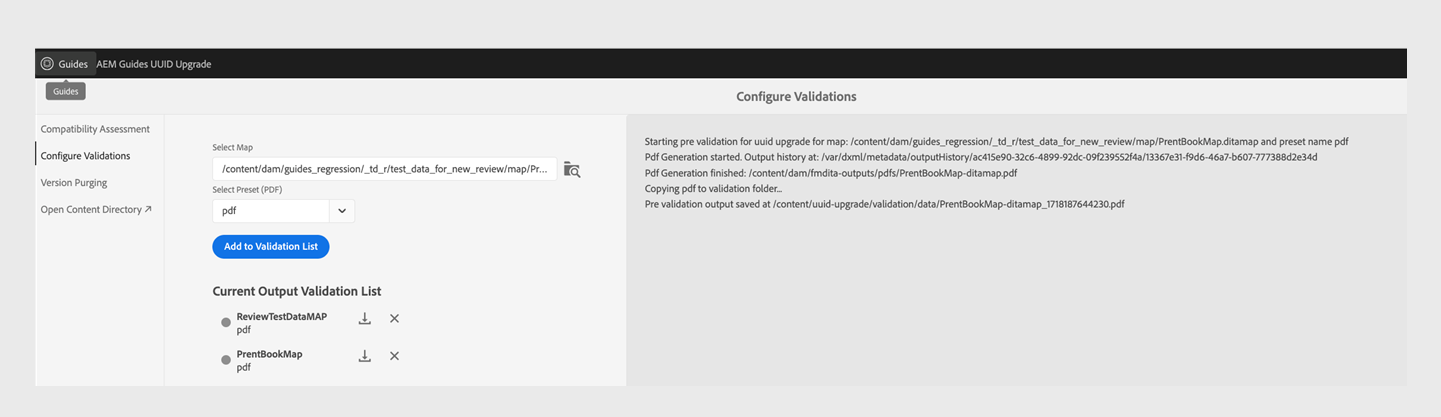 Guides AEM Guides UUID Upgrade
Guides
Configure Validations
Compatibility Assessment
Configure Validations
Version Purging
Open Content Directory
Select Map
/content/dam/guides_regression/_td_r/test_data_for_new_review/map/Pr...
Select Preset (PDF)
pdf
Add to Validation List
Current Output Validation List
ReviewTestDataMAP
pdf
PrentBookMap
pdf
Starting pre validation for uuid upgrade for map: /content/dam/guides_regression/_td_r/test_data_for_new_review/map/PrentBookMap.ditamap and preset name pdf
Pdf Generation started. Output history at: /var/dxml/metadata/outputHistory/ac415e90-32c6-4899-92dc-09f239552f4a/13367e31-f9d6-46a7-b607-777388d2e34d
Pdf Generation finished: /content/dam/fmdita-outputs/pdfs/PrentBookMap-ditamap.pdf
Copying pdf to validation folder...
Pre validation output saved at /content/uuid-upgrade/validation/data/PrentBookMap-ditamap_1718187644230.pdf